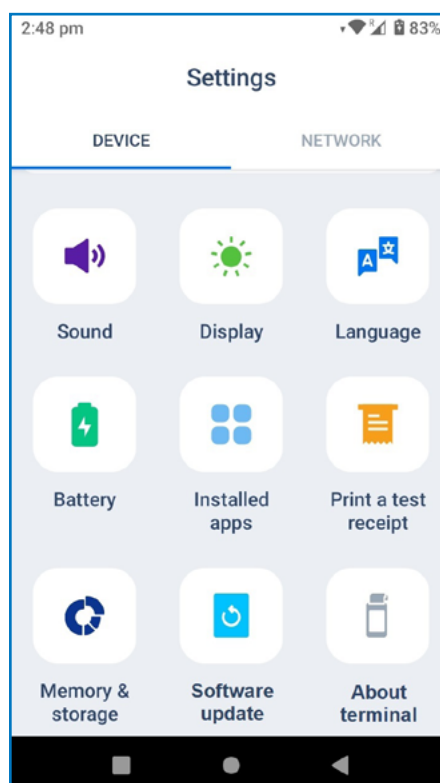 2:48 pm R 83%
Settings
DEVICE NETWORK
A
Sound Display Language
Battery Installed apps Print a test receipt
Memory & storage Software update About terminal